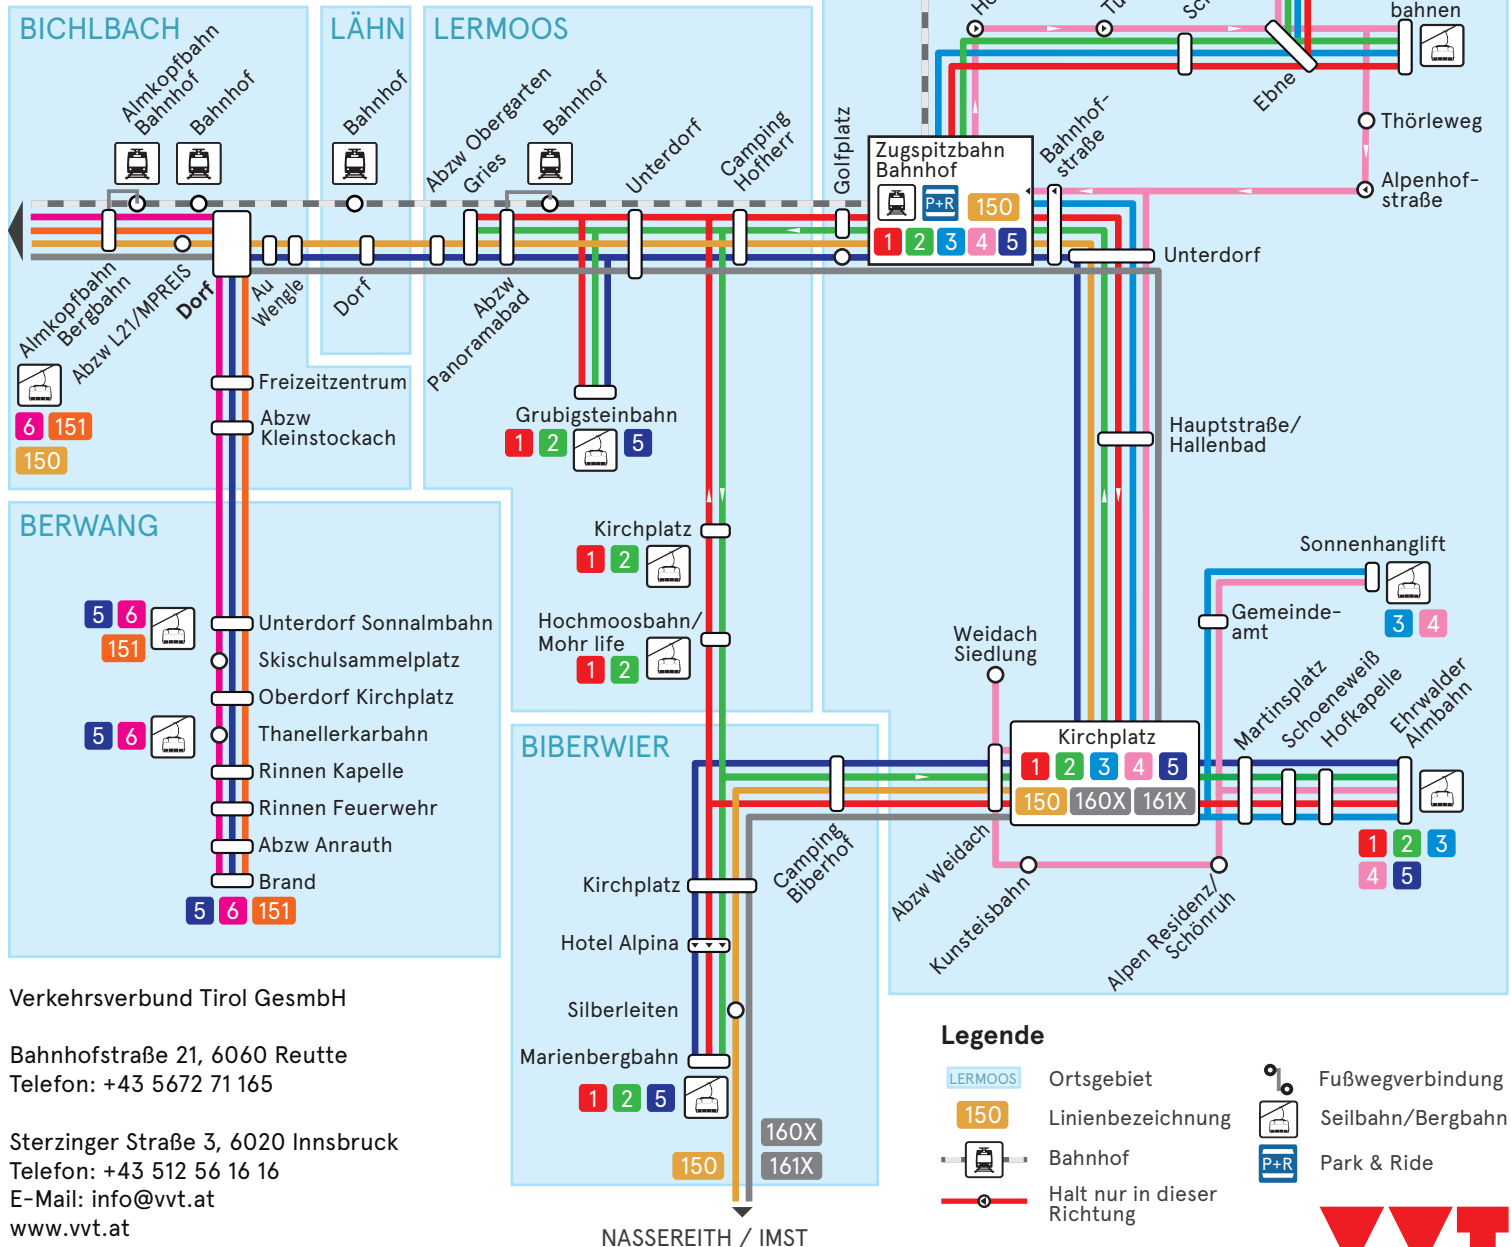 BICHLBACH
LÄHN
LERMOOS
bahnen
Almkopfbahn
Bahnhof
Bahnhof
Bahnhof
Abzw Obergarten
Gries
Bahnhof
Unterdorf
Camping
Hofherr
Golfplatz
Zugspitzbahn
Bahnhof
P+R
150
1 2 3 4 5
Bahnhof-
straße
Ebne
Thörleweg
Alpenhof-
straße
Unterdorf
Almkopfbahn
Bergbahn
6 151
150
Abzw L21/MPREIS
Dorf
Au
Wengle
Dorf
Abzw
Panoramabad
Freizeitzentrum
Abzw
Kleinstockach
Grubigsteinbahn
1 2 5
Hauptstraße/
Hallenbad
BERWANG
Kirchplatz
1 2
Hochmoosbahn/
Mohr life
1 2
5 6
151
Unterdorf Sonnalmbahn
Skischulsammelplatz
Oberdorf Kirchplatz
5 6
Thanellerkarbahn
Rinnen Kapelle
Rinnen Feuerwehr
Abzw Anrauth
Brand
5 6 151
Sonnenhanglift
3 4
Gemeinde-
amt
Weidach
Siedlung
Martinsplatz
Schoeneweiß
Hofkapelle
Ehrwalder
Almbahn
1 2 3
4 5
BIBERWIER
Kirchplatz
1 2 3 4 5
150 160X 161X
Camping
Biberhof
Abzw Weidach
Kunsteisbahn
Alpen Residenz/
Schönruh
Kirchplatz
Hotel Alpina
Silberleiten
Marienbergbahn
1 2 5
160X
150 161X
NASSEREITH / IMST
Verkehrsverbund Tirol GesmbH
Bahnhofstraße 21, 6060 Reutte
Telefon: +43 5672 71 165
Sterzinger Straße 3, 6020 Innsbruck
Telefon: +43 512 56 16 16
E-Mail: info@vvt.at
www.vvt.at
Legende
LERMOOS Ortsgebiet
150 Linienbezeichnung
Bahnhof
Halt nur in dieser
Richtung
Fußwegverbindung
Seilbahn/Bergbahn
P+R Park & Ride
VVT